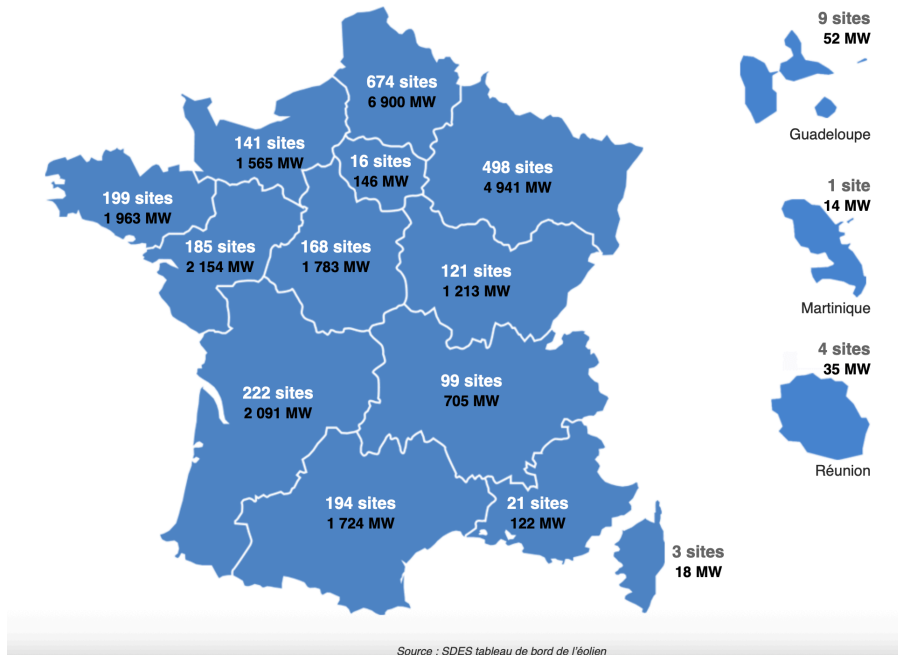 9 sites
52 MW
Guadeloupe
674 sites
6 900 MW
141 sites
1 565 MW
16 sites
146 MW
498 sites
4 941 MW
199 sites
1 963 MW
1 site
14 MW
Martinique
185 sites
2 154 MW
168 sites
1 783 MW
121 sites
1 213 MW
4 sites
35 MW
Réunion
222 sites
2 091 MW
99 sites
705 MW
194 sites
1 724 MW
21 sites
122 MW
3 sites
18 MW
Source : SDES tableau de bord de l'éolien